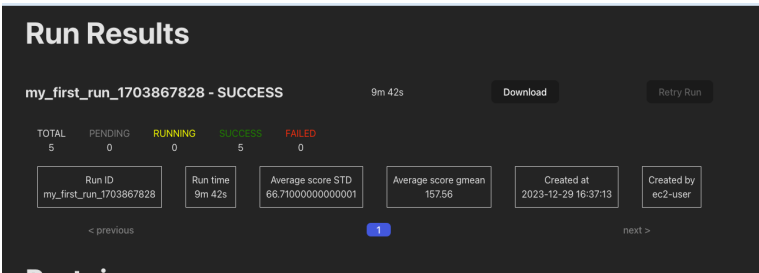 Run Results
my_first_run_1703867828 - SUCCESS 9m 42s Download Retry Run
TOTAL PENDING RUNNING SUCCESS FAILED
5 0 0 5 0
Run ID Run time Average score STD Average score gmean Created at Created by
my_first_run_1703867828 9m 42s 66.71000000000001 157.56 2023-12-29 16:37:13 ec2-user
< previous 1 next >